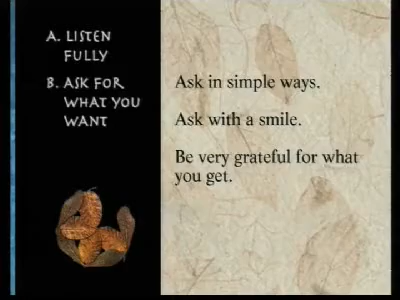 A. LISTEN
FULLY
B. ASK FOR
WHAT YOU
WANT
Ask in simple ways.
Ask with a smile.
Be very grateful for what
you get.